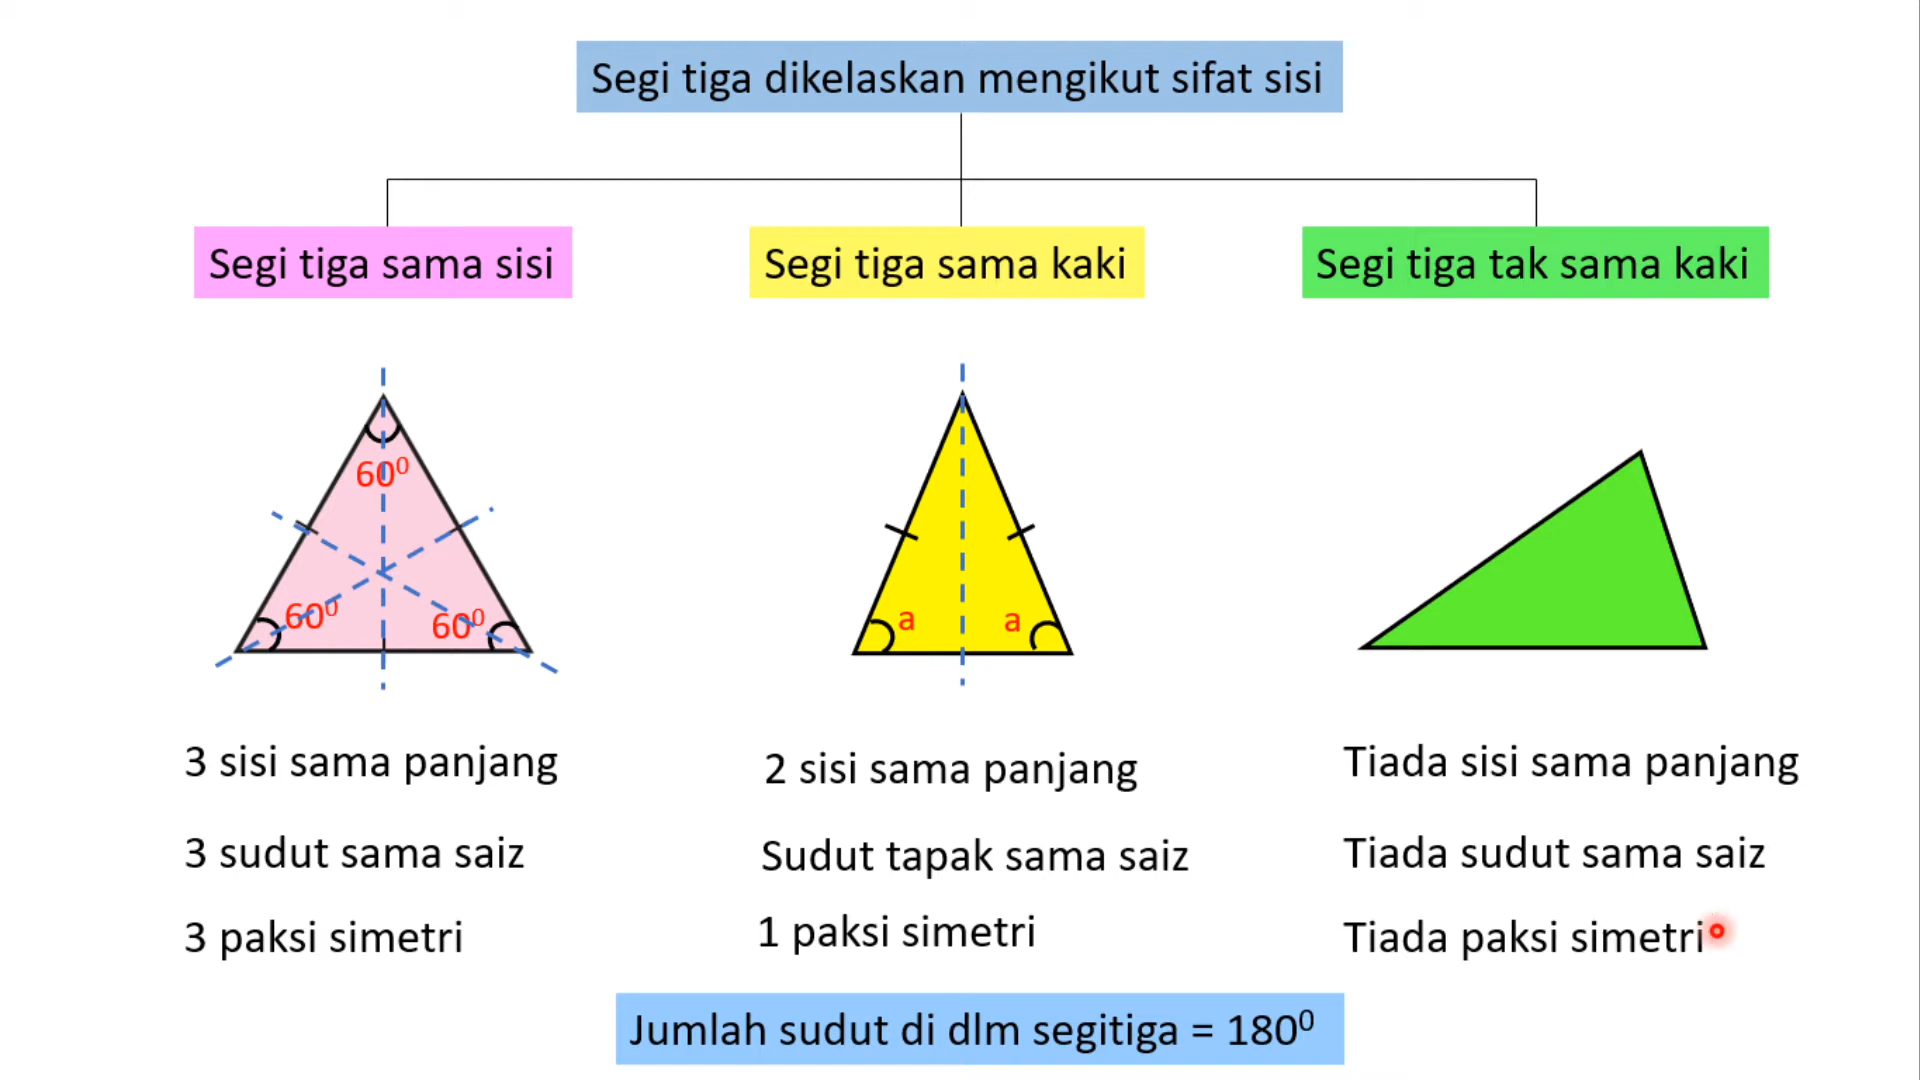 Segi tiga dikelaskan mengikut sifat sisi
Segi tiga sama sisi
Segi tiga sama kaki
Segi tiga tak sama kaki
60⁰
60⁰
60⁰
a
a
3 sisi sama panjang
3 sudut sama saiz
3 paksi simetri
2 sisi sama panjang
Sudut tapak sama saiz
1 paksi simetri
Tiada sisi sama panjang
Tiada sudut sama saiz
Tiada paksi simetri
Jumlah sudut di dlm segitiga = 180⁰